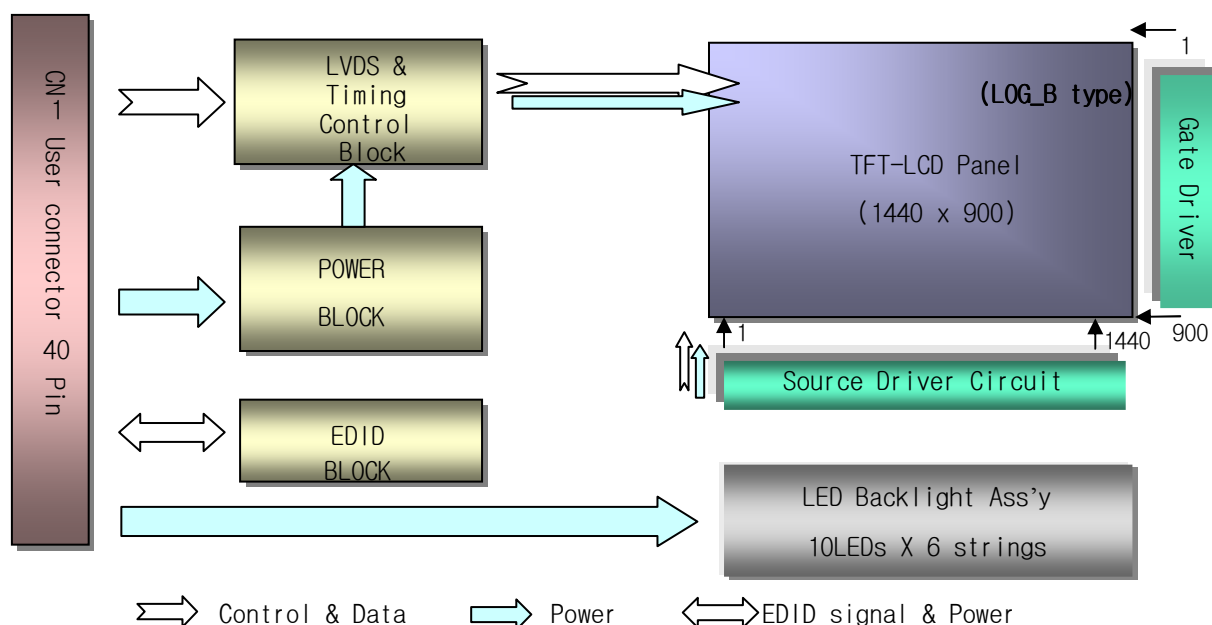 CN-1 User connector 40 Pin
LVDS &
Timing
Control
Block
POWER
BLOCK
EDID
BLOCK
(LOG_B type)
TFT-LCD Panel
(1440 x 900)
1
Gate Driver
900
1
1440
Source Driver Circuit
LED Backlight Ass’y
10LEDs X 6 strings
Control & Data
Power
EDID signal & Power